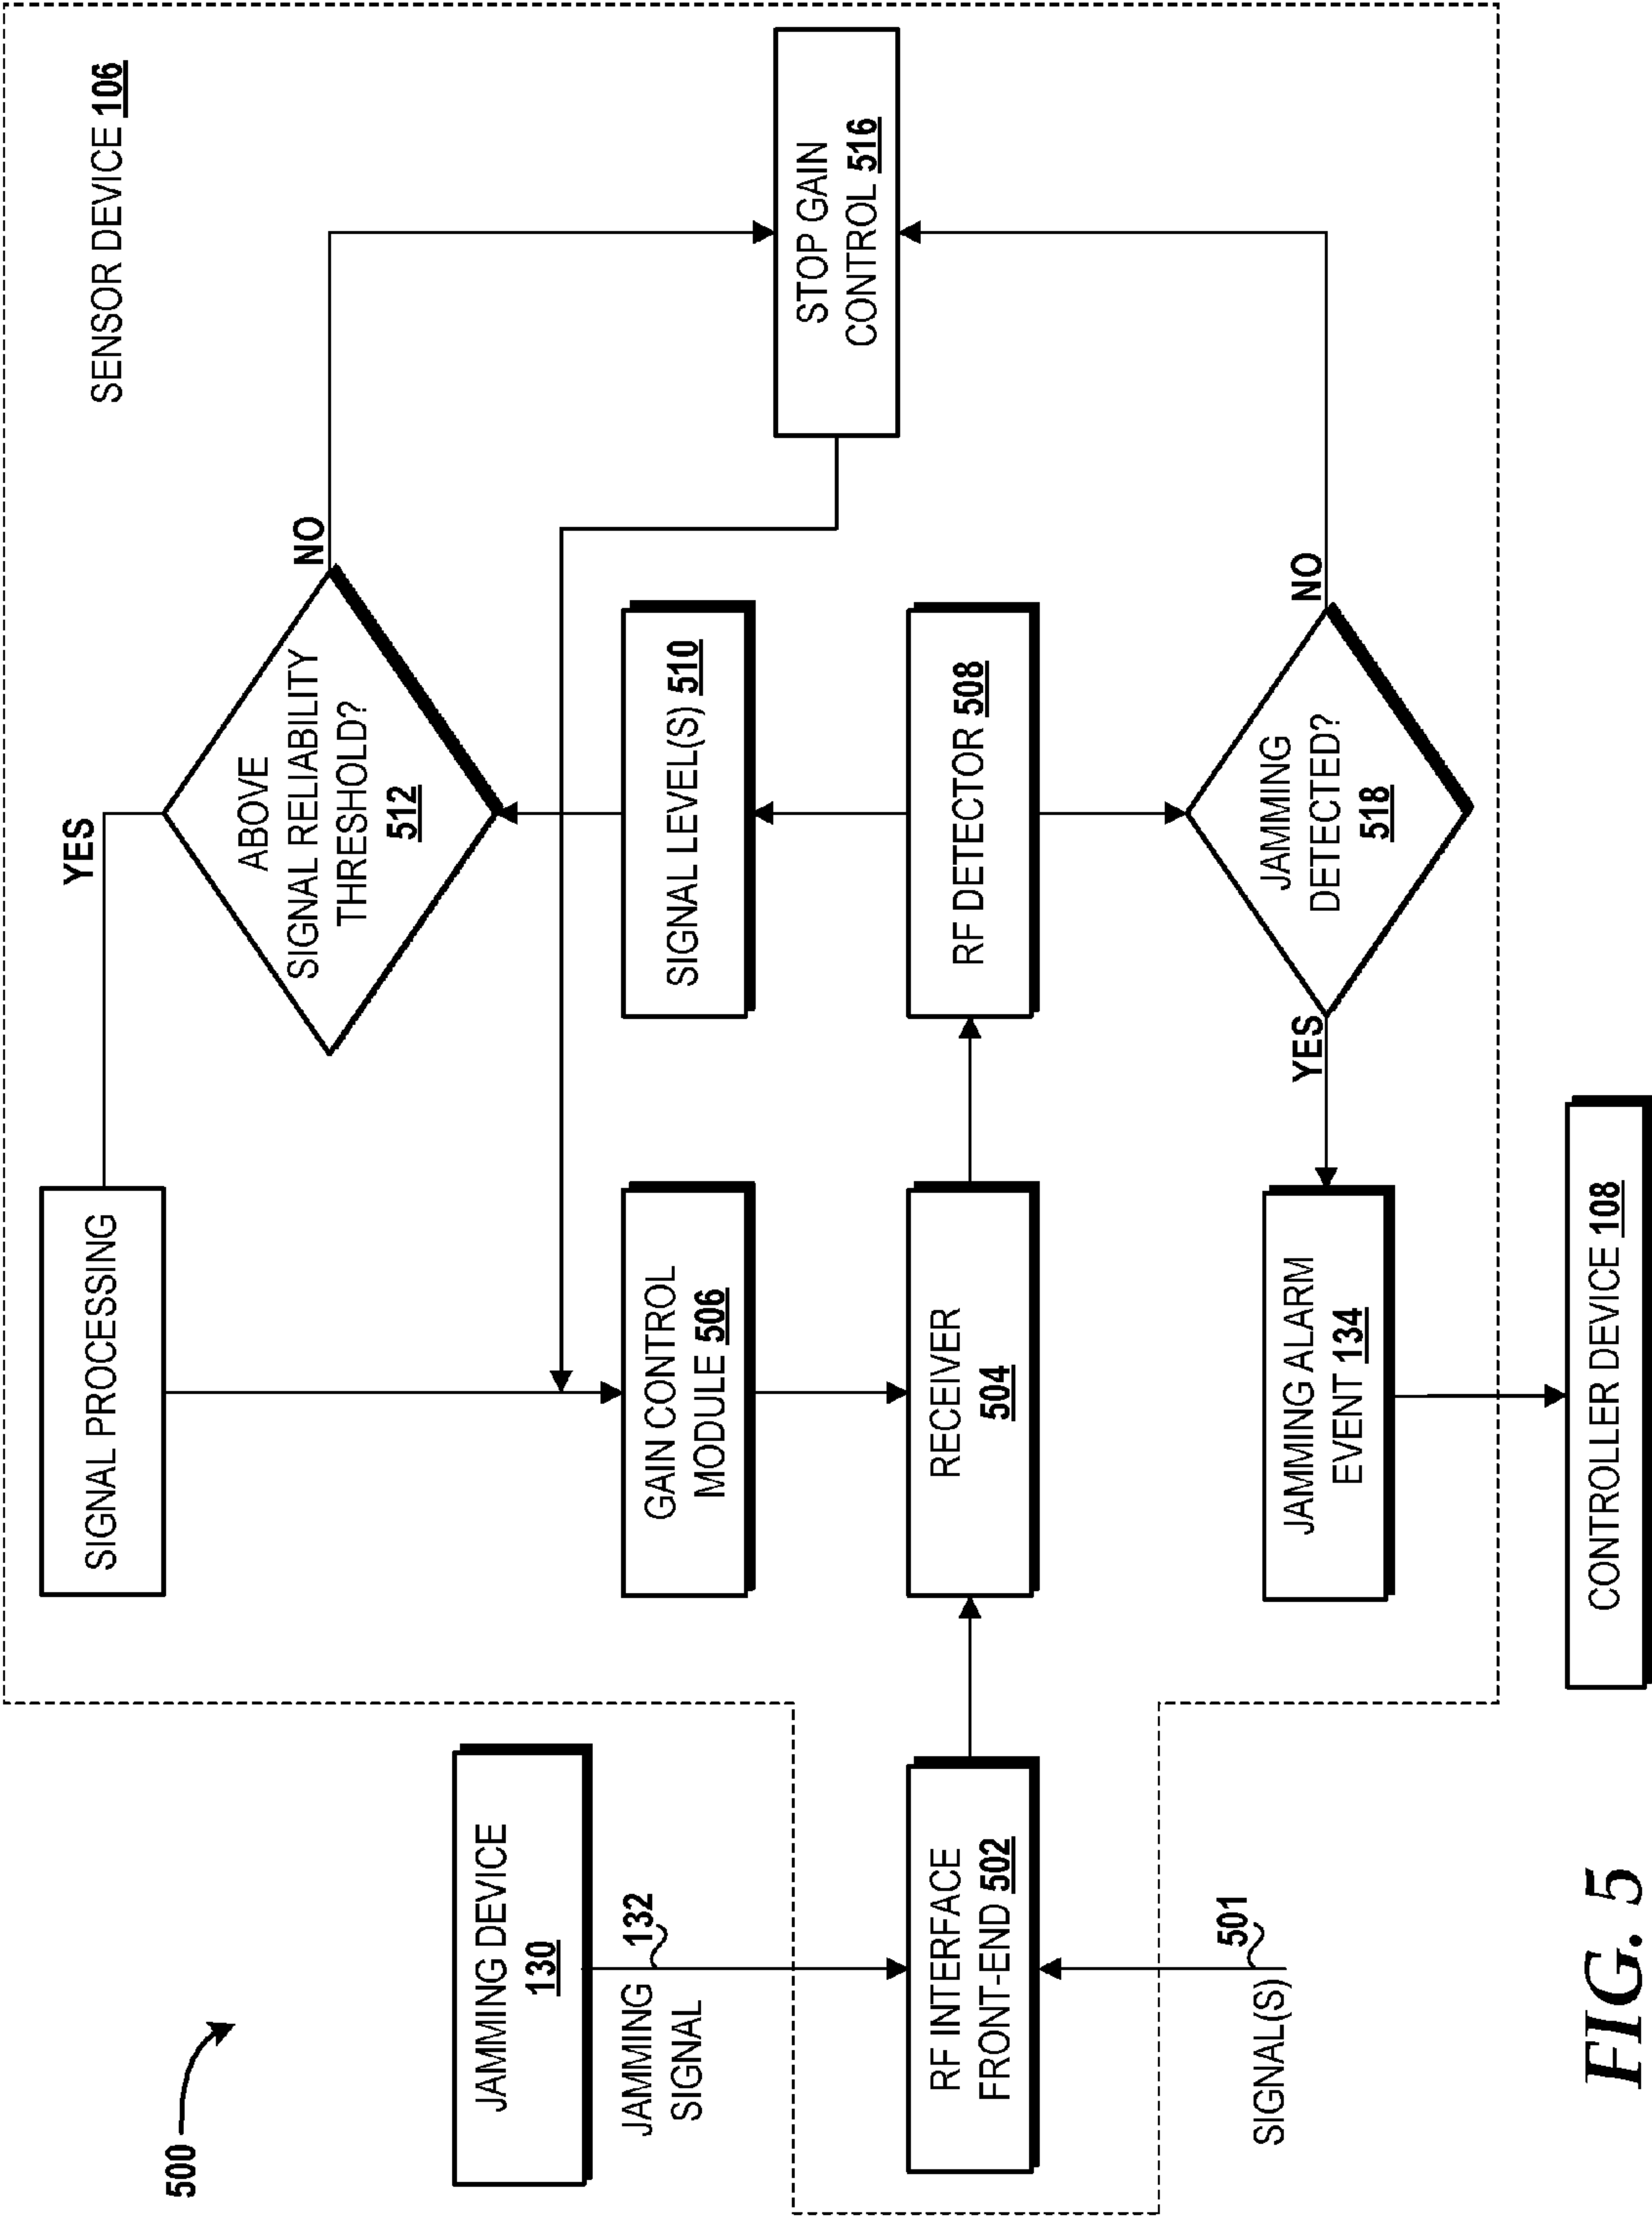 500
SENSOR DEVICE 106
SIGNAL PROCESSING
YES
ABOVE
SIGNAL RELIABILITY
THRESHOLD?
512
NO
JAMMING DEVICE
130
JAMMING
SIGNAL
132
GAIN CONTROL
MODULE 506
SIGNAL LEVEL(S) 510
STOP GAIN
CONTROL 516
RF INTERFACE
FRONT-END 502
RECEIVER
504
RF DETECTOR 508
SIGNAL(S)
501
JAMMING ALARM
EVENT 134
YES
JAMMING
DETECTED?
518
NO
CONTROLLER DEVICE 108
FIG. 5